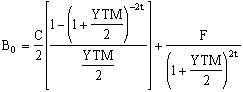 B₀ = C/2 [ (1 − (1 + YTM/2)⁻²ᵗ) / (YTM/2) ] + F / (1 + YTM/2)²ᵗ